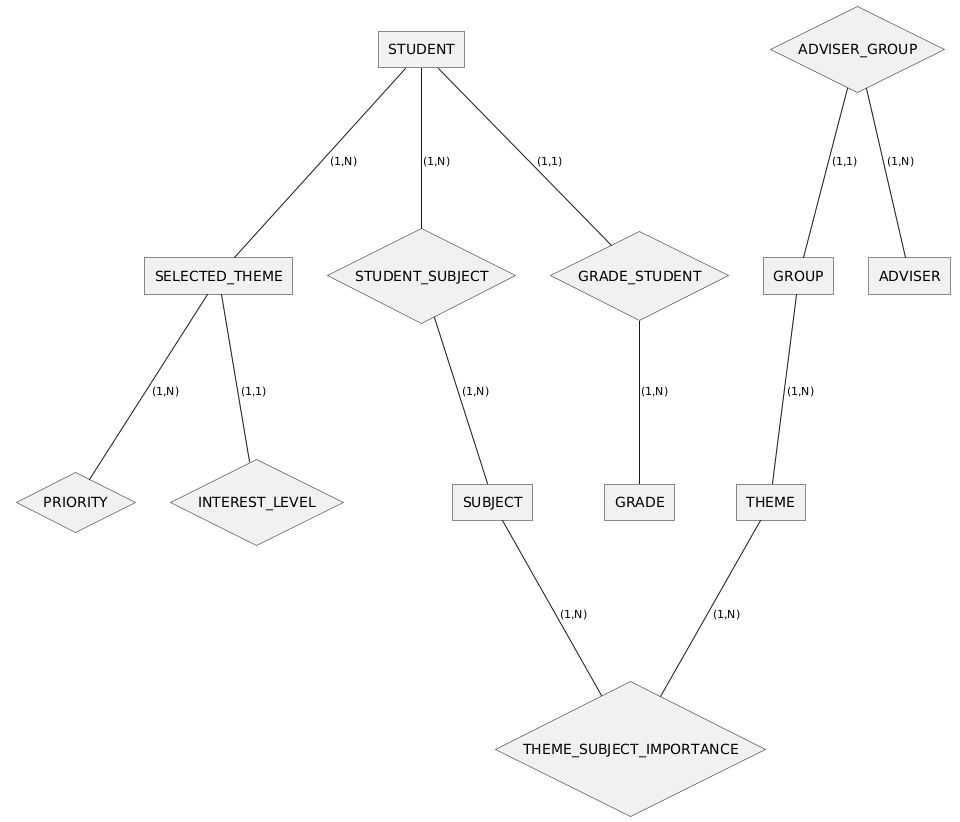 STUDENT
ADVISER_GROUP
(1,N)
(1,N)
(1,1)
(1,1)
(1,N)
SELECTED_THEME
STUDENT_SUBJECT
GRADE_STUDENT
GROUP
ADVISER
(1,N)
(1,1)
(1,N)
(1,N)
(1,N)
PRIORITY
INTEREST_LEVEL
SUBJECT
GRADE
THEME
(1,N)
(1,N)
THEME_SUBJECT_IMPORTANCE